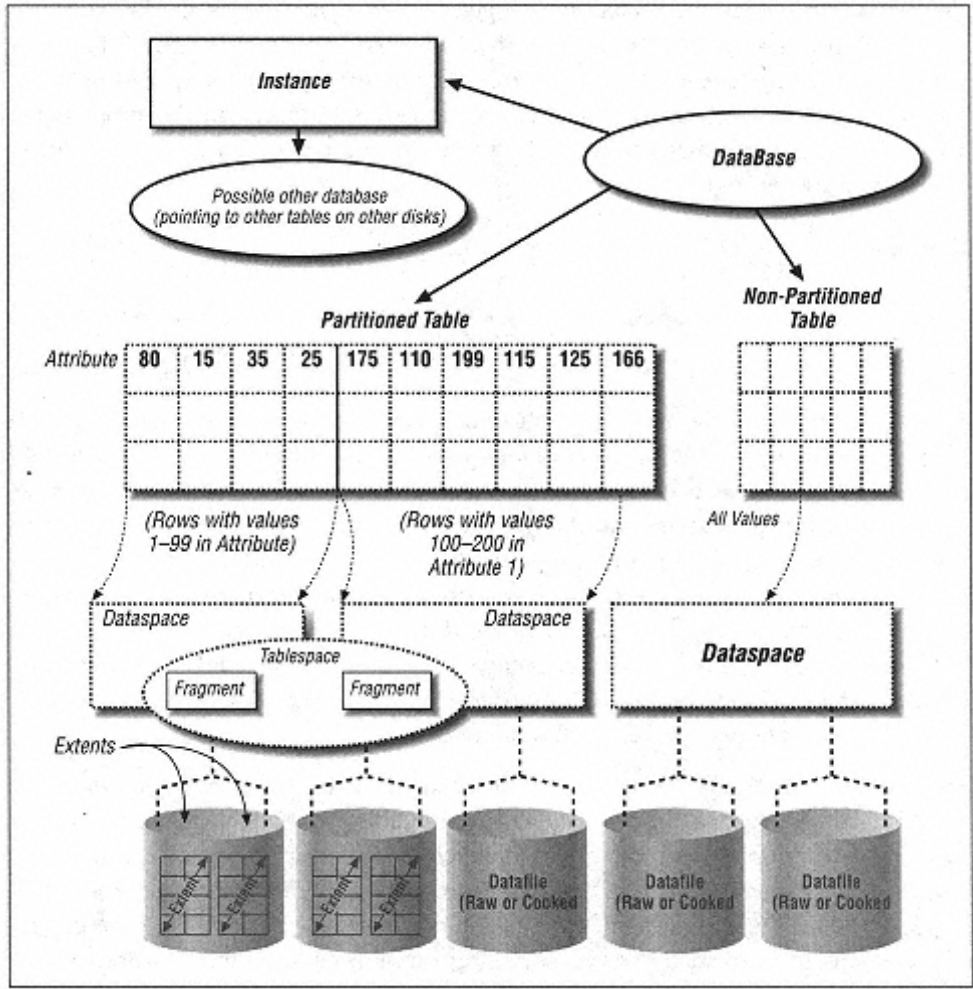 Instance
DataBase
Possible other database
(pointing to other tables on other disks)
Non-Partitioned
Table
Partitioned Table
Attribute 80 15 35 25 175 110 199 115 125 166
(Rows with values
1–99 in Attribute)
(Rows with values
100–200 in
Attribute 1)
All Values
Dataspace
Dataspace
Dataspace
Tablespace
Fragment
Fragment
Extents
Extent
Extent
Extent
Extent
Datafile
(Raw or Cooked
Datafile
(Raw or Cooked
Datafile
(Raw or Cooked